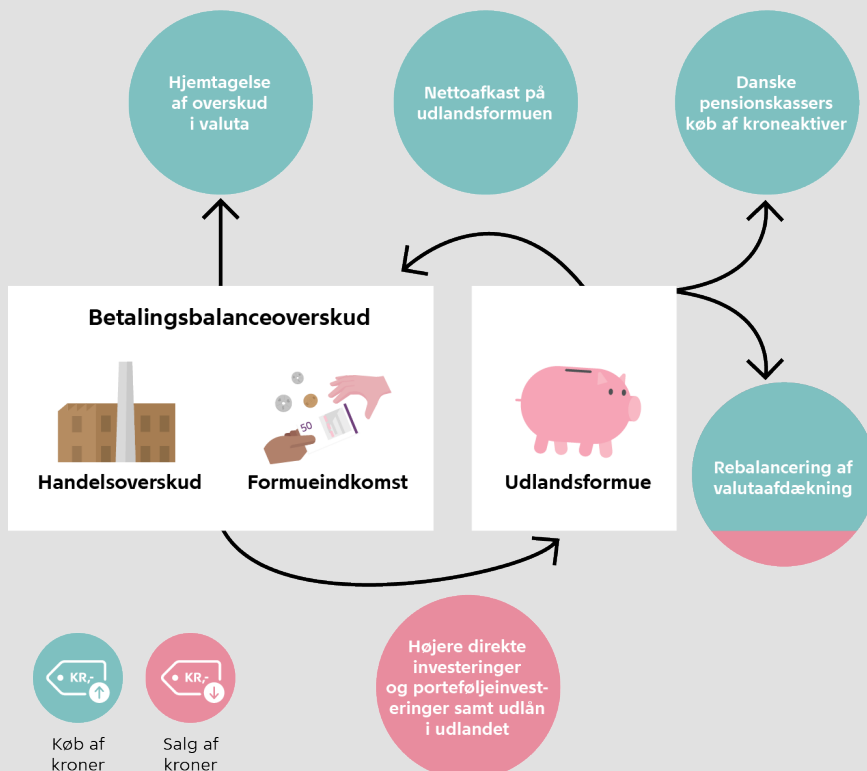 Hjemtagelse
af overskud
i valuta
Nettoafkast på
udlandsformuen
Danske
pensionskassers
køb af kroneaktiver
Betalingsbalanceoverskud
50
Handelsoverskud
Formueindkomst
Udlandsformue
Rebalancering af
valutaafdækning
Højere direkte
investeringer
og porteføljeinvest-
eringer samt udlån
i udlandet
KR,-
KR,-
Køb af
kroner
Salg af
kroner